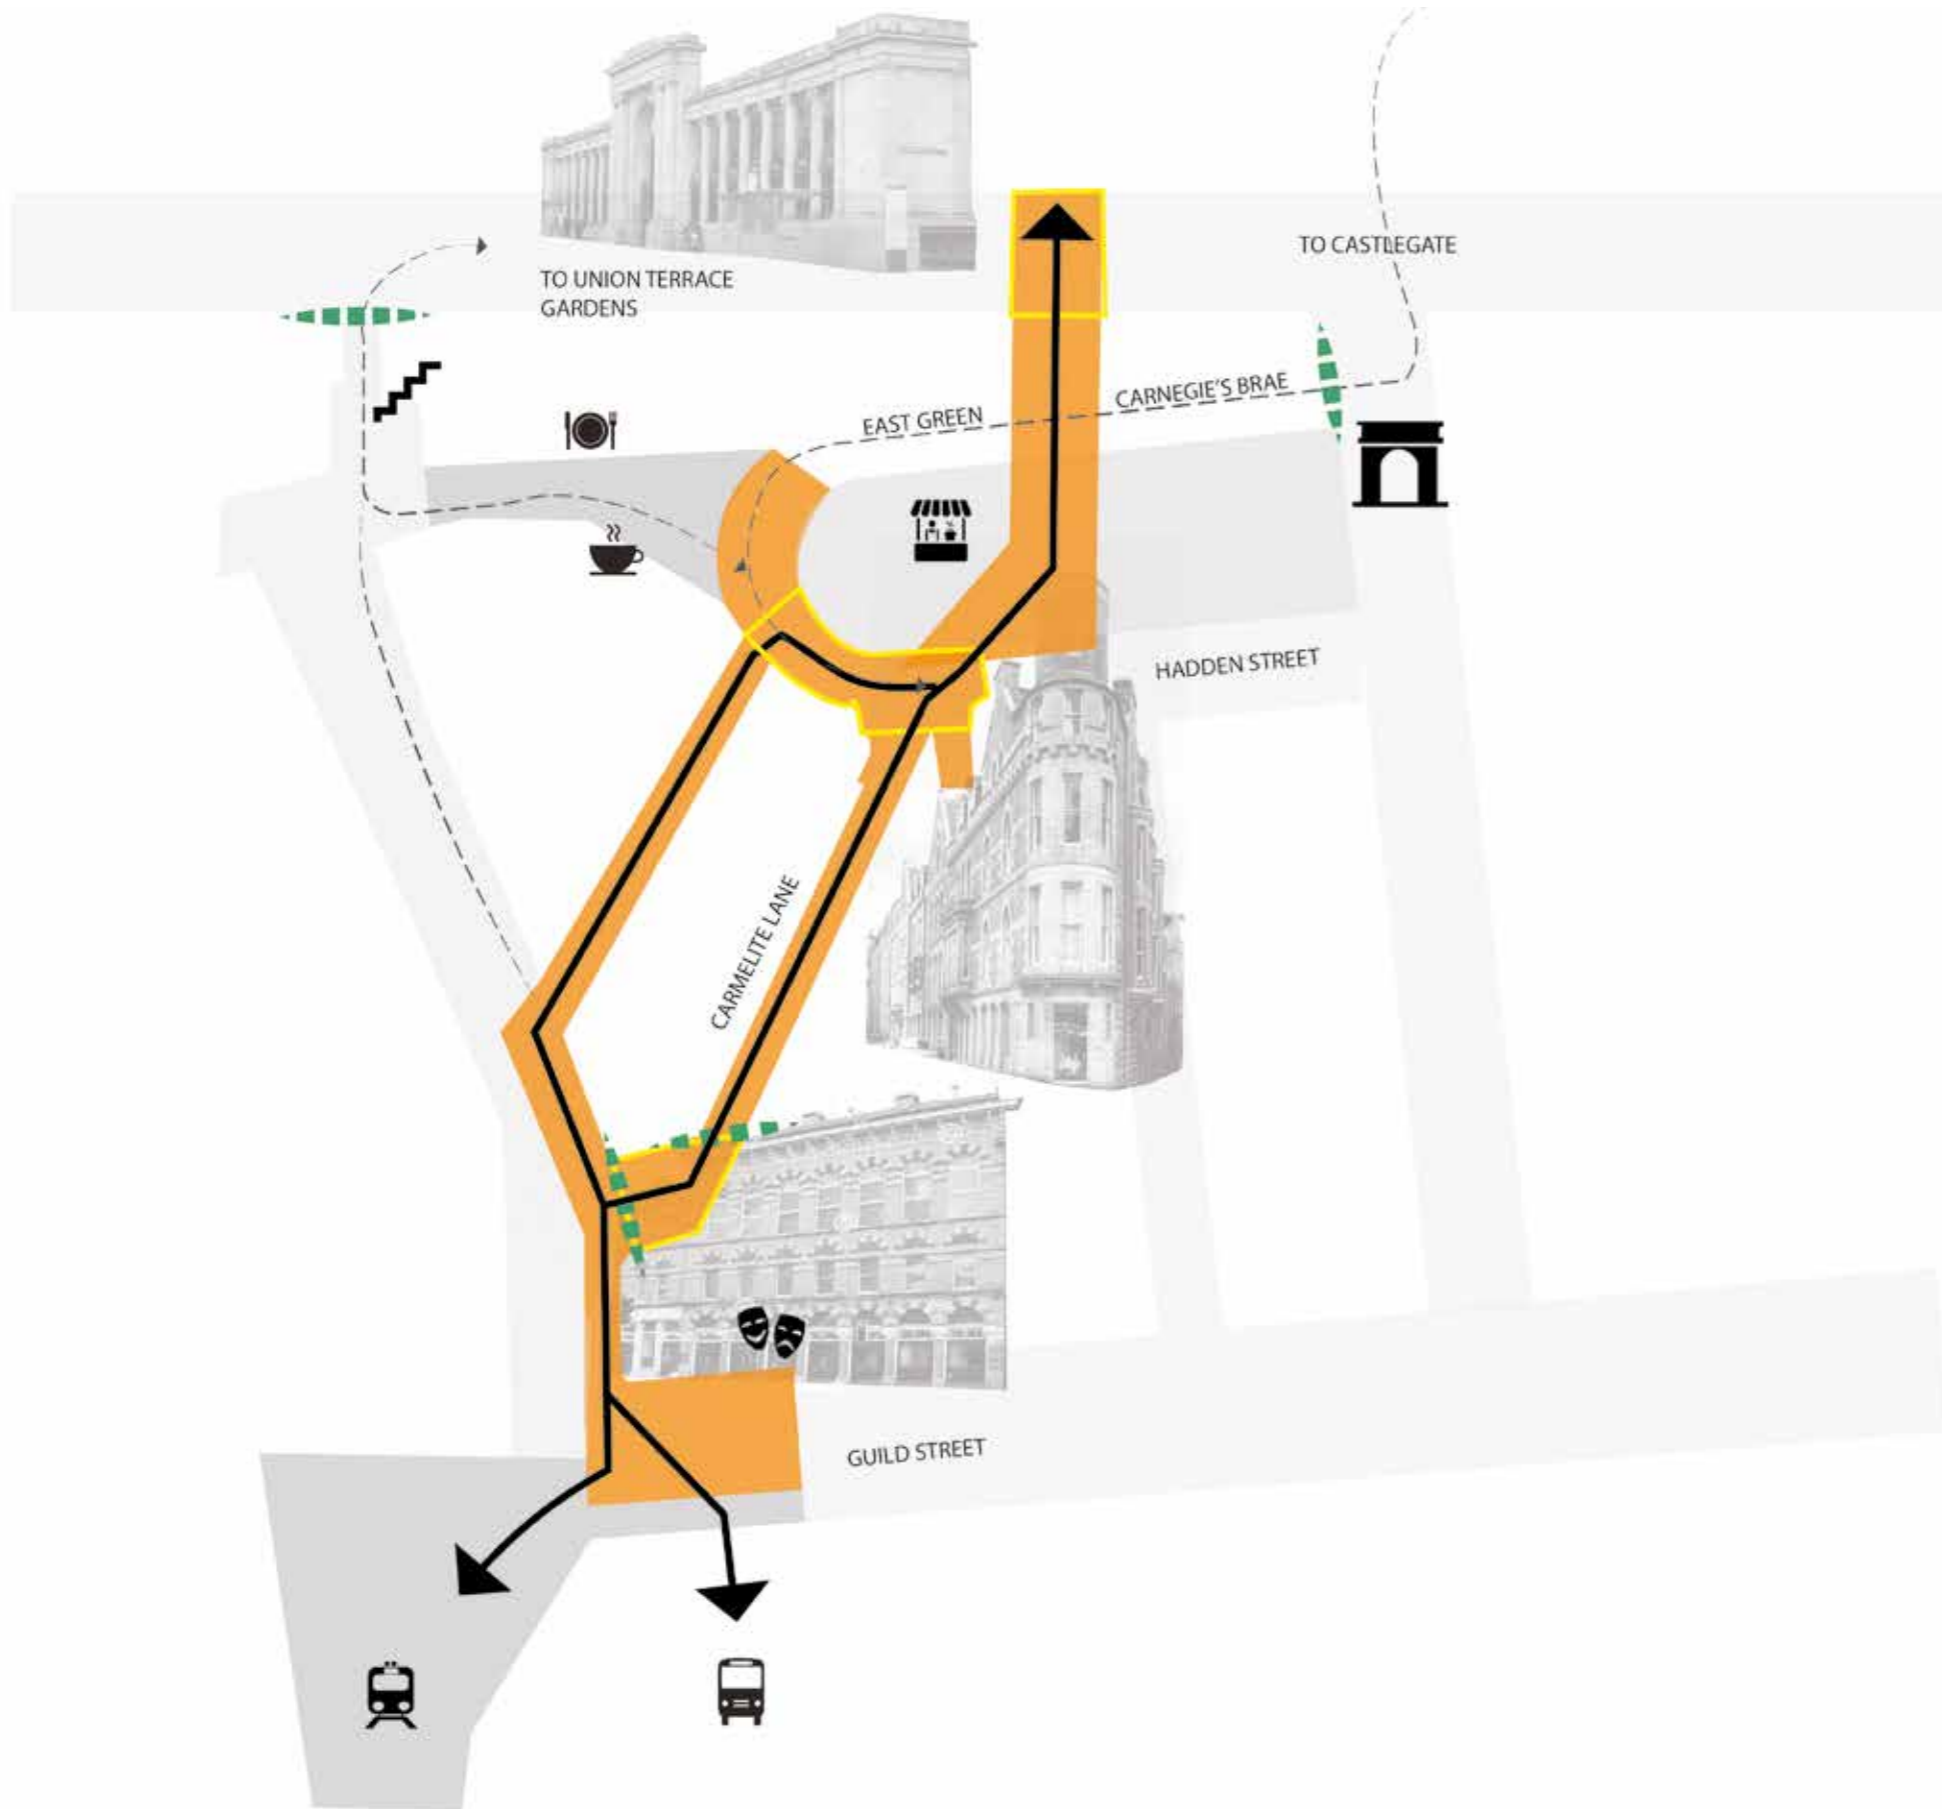 TO CASTLEGATE
TO UNION TERRACE
GARDENS
CARNEGIE'S BRAE
EAST GREEN
HADDEN STREET
CARMELITE LANE
GUILD STREET